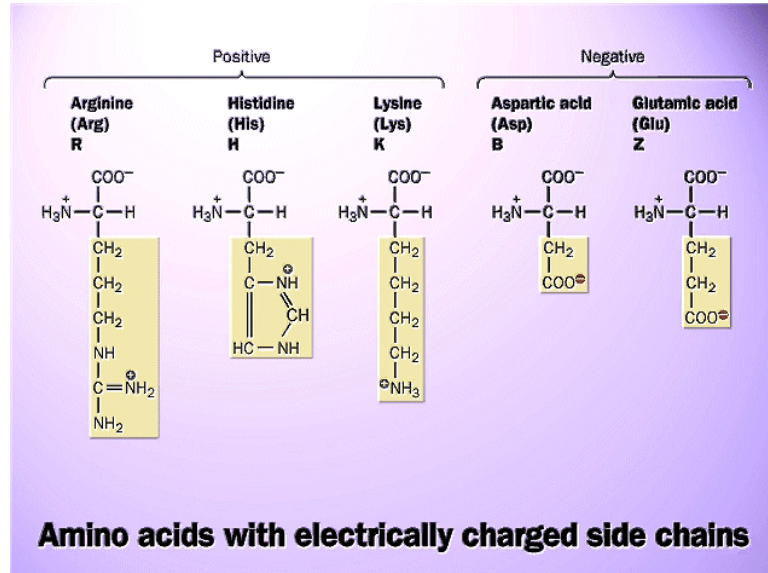 Positive
Negative
Arginine
(Arg)
R
Histidine
(His)
H
Lysine
(Lys)
K
Aspartic acid
(Asp)
B
Glutamic acid
(Glu)
Z
COO⁻
H₃N⁺—C—H
CH₂
CH₂
CH₂
NH
C=NH₂⊕
NH₂
COO⁻
H₃N⁺—C—H
CH₂
C—NH⊕
CH
HC—NH
COO⁻
H₃N⁺—C—H
CH₂
CH₂
CH₂
CH₂
⊕NH₃
COO⁻
H₃N⁺—C—H
CH₂
COO⊖
COO⁻
H₃N⁺—C—H
CH₂
CH₂
COO⊖
Amino acids with electrically charged side chains